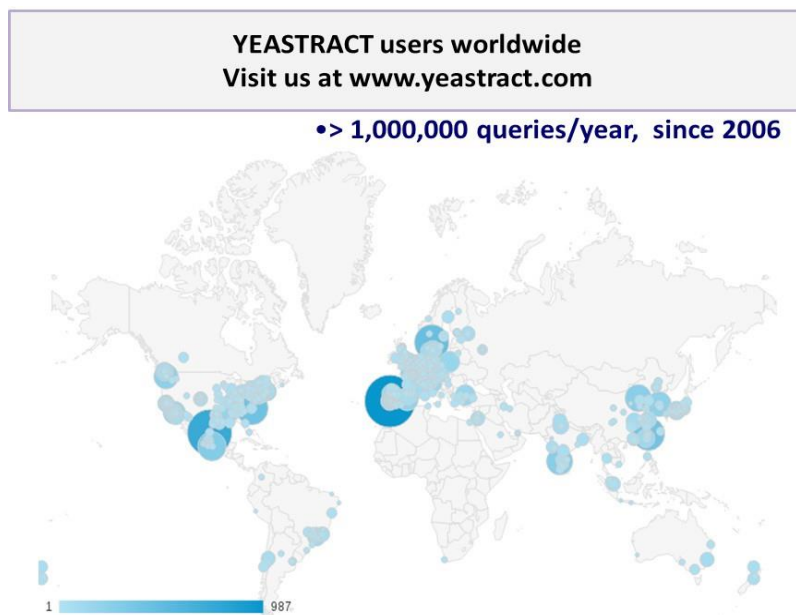 YEASTRACT users worldwide
Visit us at www.yeastract.com
•> 1,000,000 queries/year, since 2006
1 987